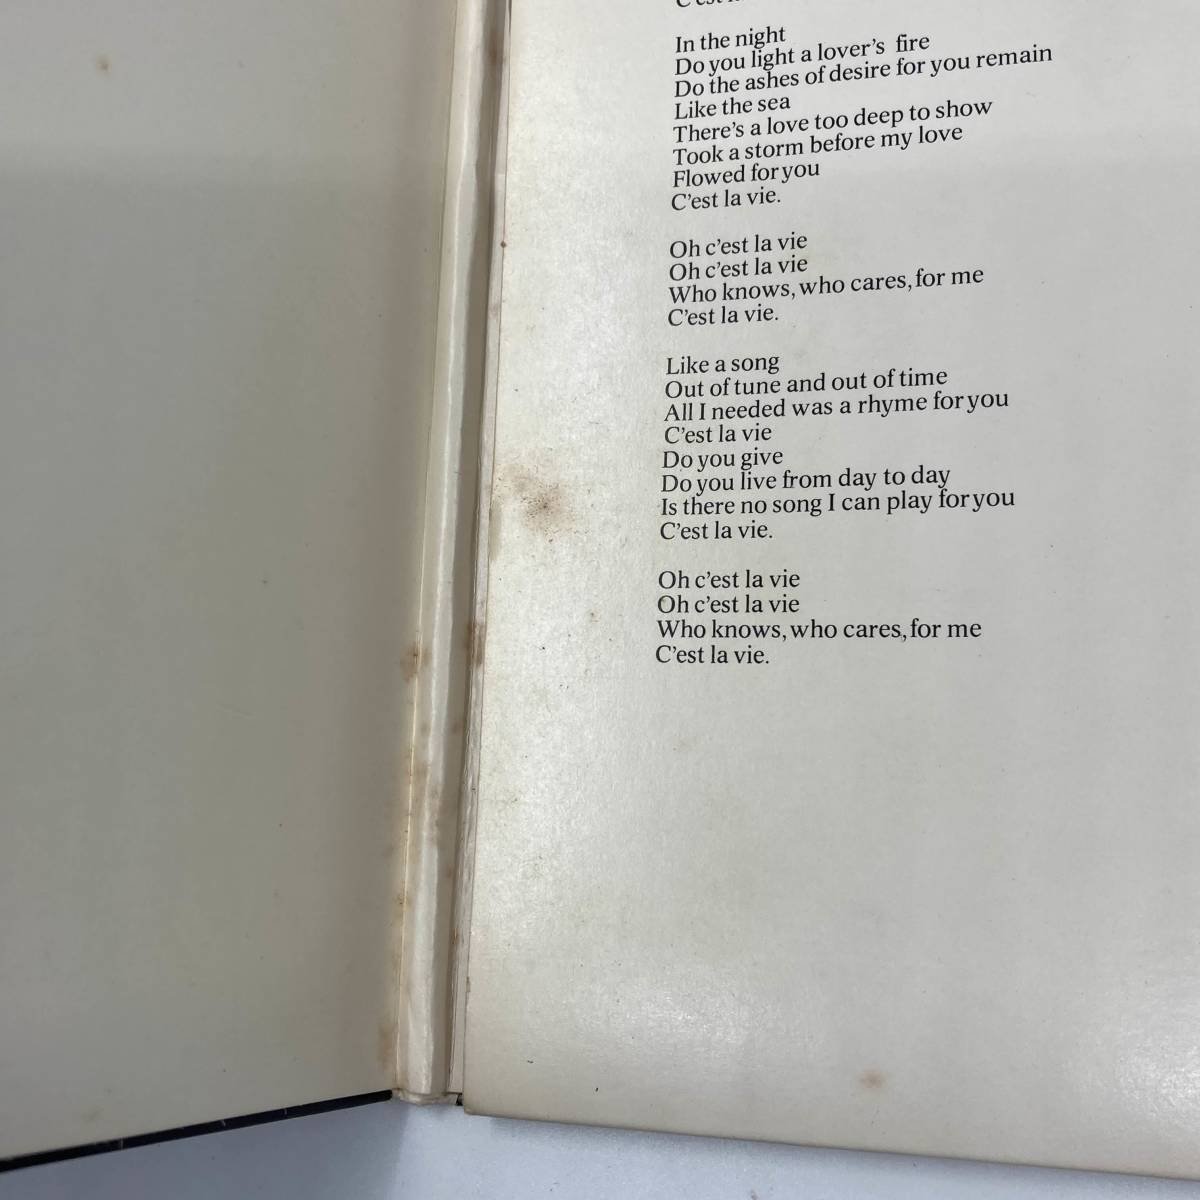 C'est la
In the night
Do you light a lover's fire
Do the ashes of desire for you remain
Like the sea
There's a love too deep to show
Took a storm before my love
Flowed for you
C'est la vie.
Oh c'est la vie
Oh c'est la vie
Who knows, who cares, for me
C'est la vie.
Like a song
Out of tune and out of time
All I needed was a rhyme for you
C'est la vie
Do you give
Do you live from day to day
Is there no song I can play for you
C'est la vie.
Oh c'est la vie
Oh c'est la vie
Who knows, who cares, for me
C'est la vie.